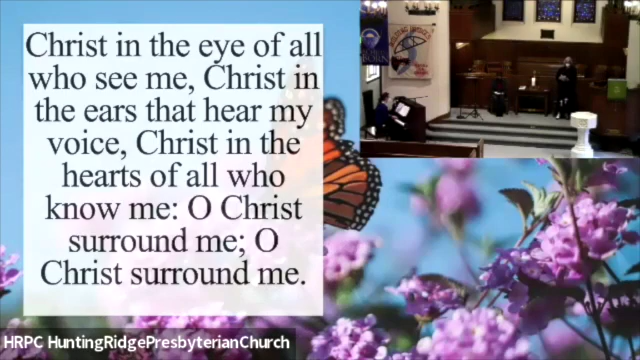 Christ in the eye of all
who see me, Christ in
the ears that hear my
voice, Christ in the
hearts of all who
know me: O Christ
surround me; O
Christ surround me.
HRPC HuntingRidgePresbyterianChurch